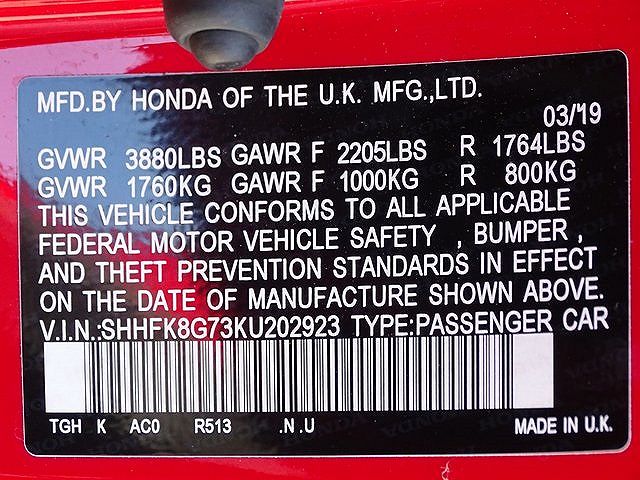 MFD.BY HONDA OF THE U.K. MFG.,LTD.
03/19
GVWR 3880LBS GAWR F 2205LBS R 1764LBS
GVWR 1760KG GAWR F 1000KG R 800KG
THIS VEHICLE CONFORMS TO ALL APPLICABLE
FEDERAL MOTOR VEHICLE SAFETY , BUMPER ,
AND THEFT PREVENTION STANDARDS IN EFFECT
ON THE DATE OF MANUFACTURE SHOWN ABOVE.
V.I.N.:SHHFK8G73KU202923 TYPE:PASSENGER CAR
TGH K AC0 R513 .N .U MADE IN U.K.